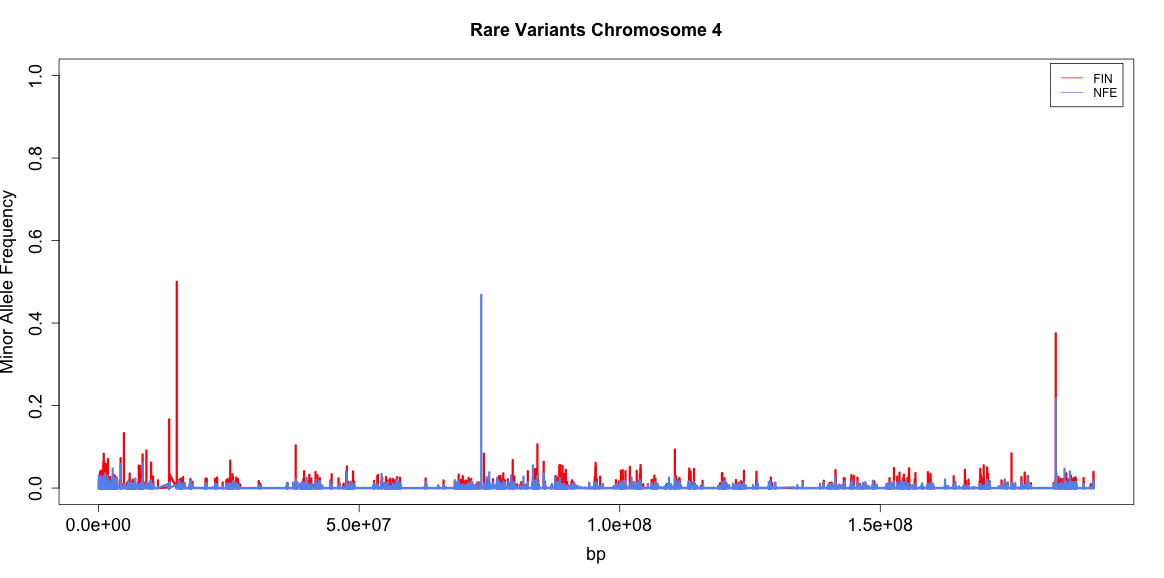 Rare Variants Chromosome 4
FIN
NFE
Minor Allele Frequency
1.0
0.8
0.6
0.4
0.2
0.0
0.0e+00 5.0e+07 1.0e+08 1.5e+08
bp